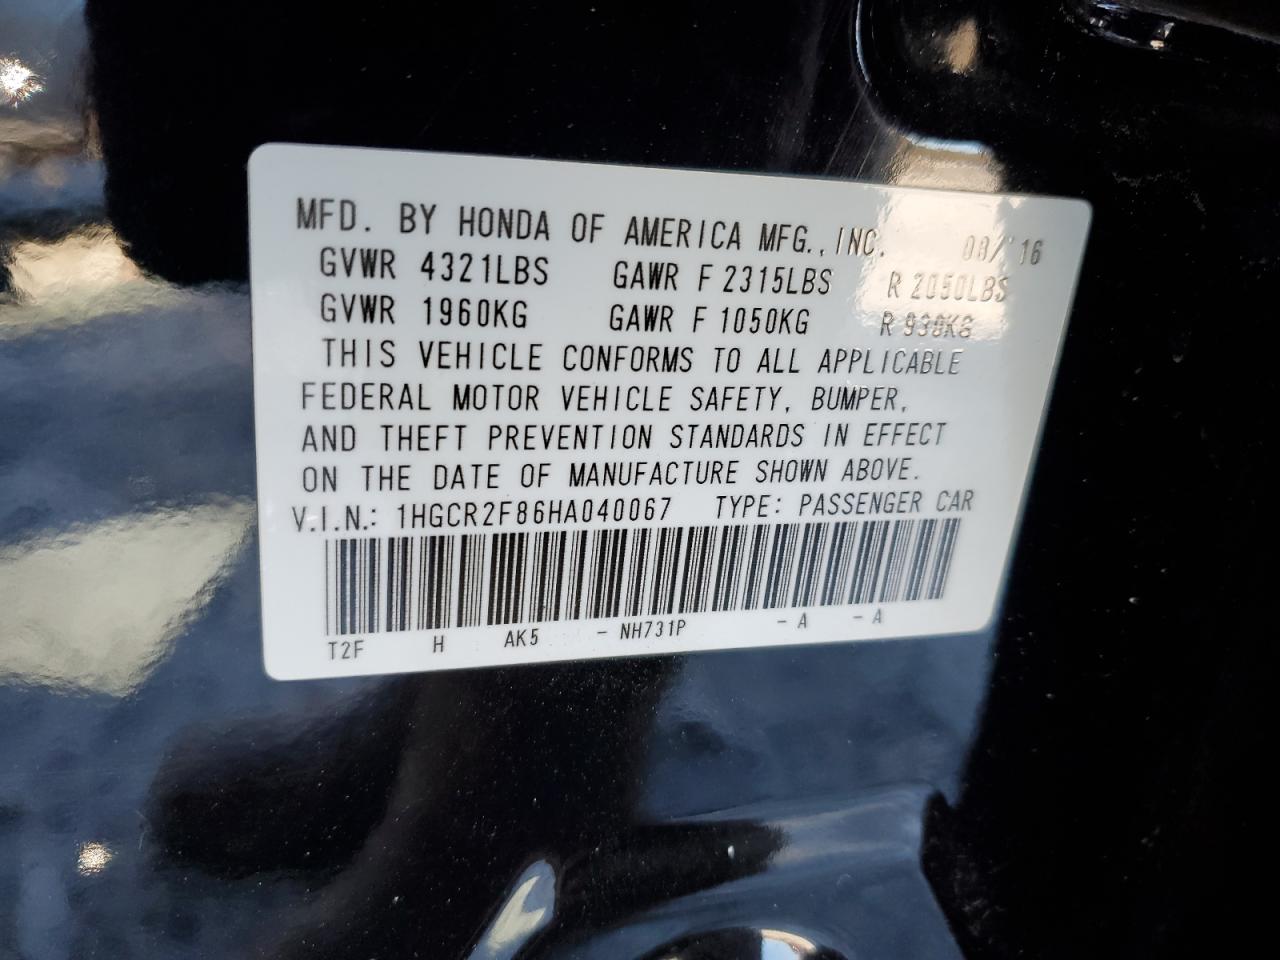 MFD. BY HONDA OF AMERICA MFG., INC. 08/'16
GVWR 4321LBS GAWR F 2315LBS R 2050LBS
GVWR 1960KG GAWR F 1050KG R 930KG
THIS VEHICLE CONFORMS TO ALL APPLICABLE
FEDERAL MOTOR VEHICLE SAFETY, BUMPER,
AND THEFT PREVENTION STANDARDS IN EFFECT
ON THE DATE OF MANUFACTURE SHOWN ABOVE.
V.I.N.: 1HGCR2F86HA040067 TYPE: PASSENGER CAR
T2F H AK5 - NH731P - A - A